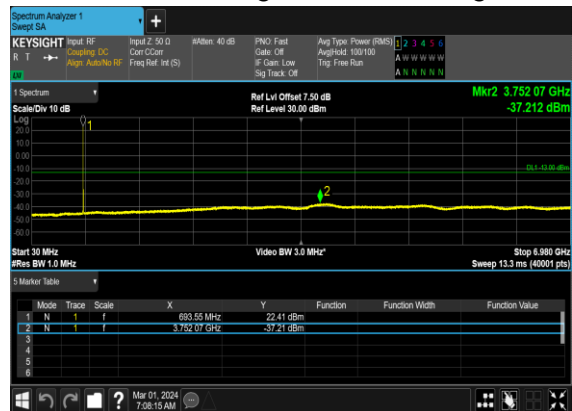 Spectrum Analyzer 1
Swept SA
+
KEYSIGHT Input: RF Input Z: 50 Ω #Atten: 40 dB PNO: Fast Avg Type: Power (RMS) 1 2 3 4 5 6
R T Coupling: DC Corr CCorr Gate: Off Avg|Hold: 100/100 A W W W W W
Align: Auto/No RF Freq Ref: Int (S) IF Gain: Low Trig: Free Run
Sig Track: Off A N N N N N
LW
1 Spectrum Ref Lvl Offset 7.50 dB Mkr2 3.752 07 GHz
Scale/Div 10 dB Ref Level 30.00 dBm -37.212 dBm
Log
20.0
10.0
0.00
-10.0
-20.0
-30.0
-40.0
-50.0
-60.0
1
DL1 -13.00 dBm
2
Start 30 MHz Video BW 3.0 MHz* Stop 6.980 GHz
#Res BW 1.0 MHz Sweep 13.3 ms (40001 pts)
5 Marker Table
Mode Trace Scale X Y Function Function Width Function Value
1 N 1 f 693.55 MHz 22.41 dBm
2 N 1 f 3.752 07 GHz -37.21 dBm
3
4
5
6
? Mar 01, 2024
7:08:15 AM